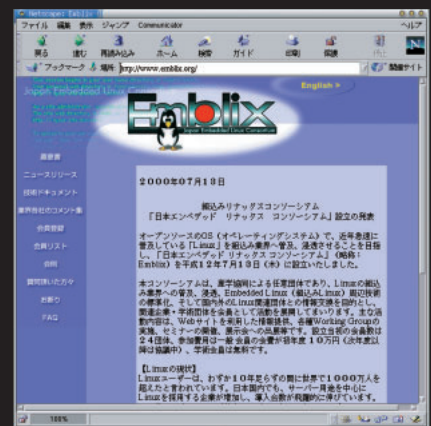 Netscape: Emblix
ファイル 編集 表示 ジャンプ Communicator
ヘルプ
戻る 進む 再読み込み ホーム 検索 ガイド 印刷 保護
ブックマーク 場所 http://www.emblix.org/ 関連サイト
English »
Japan Embedded Linux Consortium
Emblix
Japan Embedded Linux Consortium
趣意書
ニュースリリース
技術ドキュメント
業界各社のコメント集
会員登録
会員リスト
会則
賛同頂いた方々
お断り
FAQ
2000年07月13日
組込みリナックスコンソーシアム
「日本エンベデッド リナックス コンソーシアム」設立の発表
オープンソースのOS（オペレーティングシステム）で、近年急速に
普及している「Linux」を組込み業界へ普及、浸透させることを目指
し、「日本エンベデッド リナックス コンソーシアム」（略称：
Emblix）を平成12年7月13日（木）に設立いたしました。
本コンソーシアムは、産学協同による任意団体であり、Linuxの組込
み業界への普及、浸透、Embedded Linux（組込みLinux）周辺技術
の標準化、そして国内外のLinux関連団体との情報交換を目的とし、
関連企業・学術団体を会員として活動を展開してまいります。主な活
動内容は、Webサイトを利用した情報提供、各種Working Groupの
実施、セミナーの開催、展示会への出展等です。設立当初の会員数は
24団体、参加費用は一般会員の会費が初年度10万円（次年度以
降は協議中）、学術会員は無料です。
【Linuxの現状】
Linuxユーザーは、わずか10年足らずの間に世界で1000万人を
超えたと言われています。日本国内でも、サーバー用途を中心に
Linuxを採用する企業が増加し、導入台数が飛躍的に伸びています。
100%